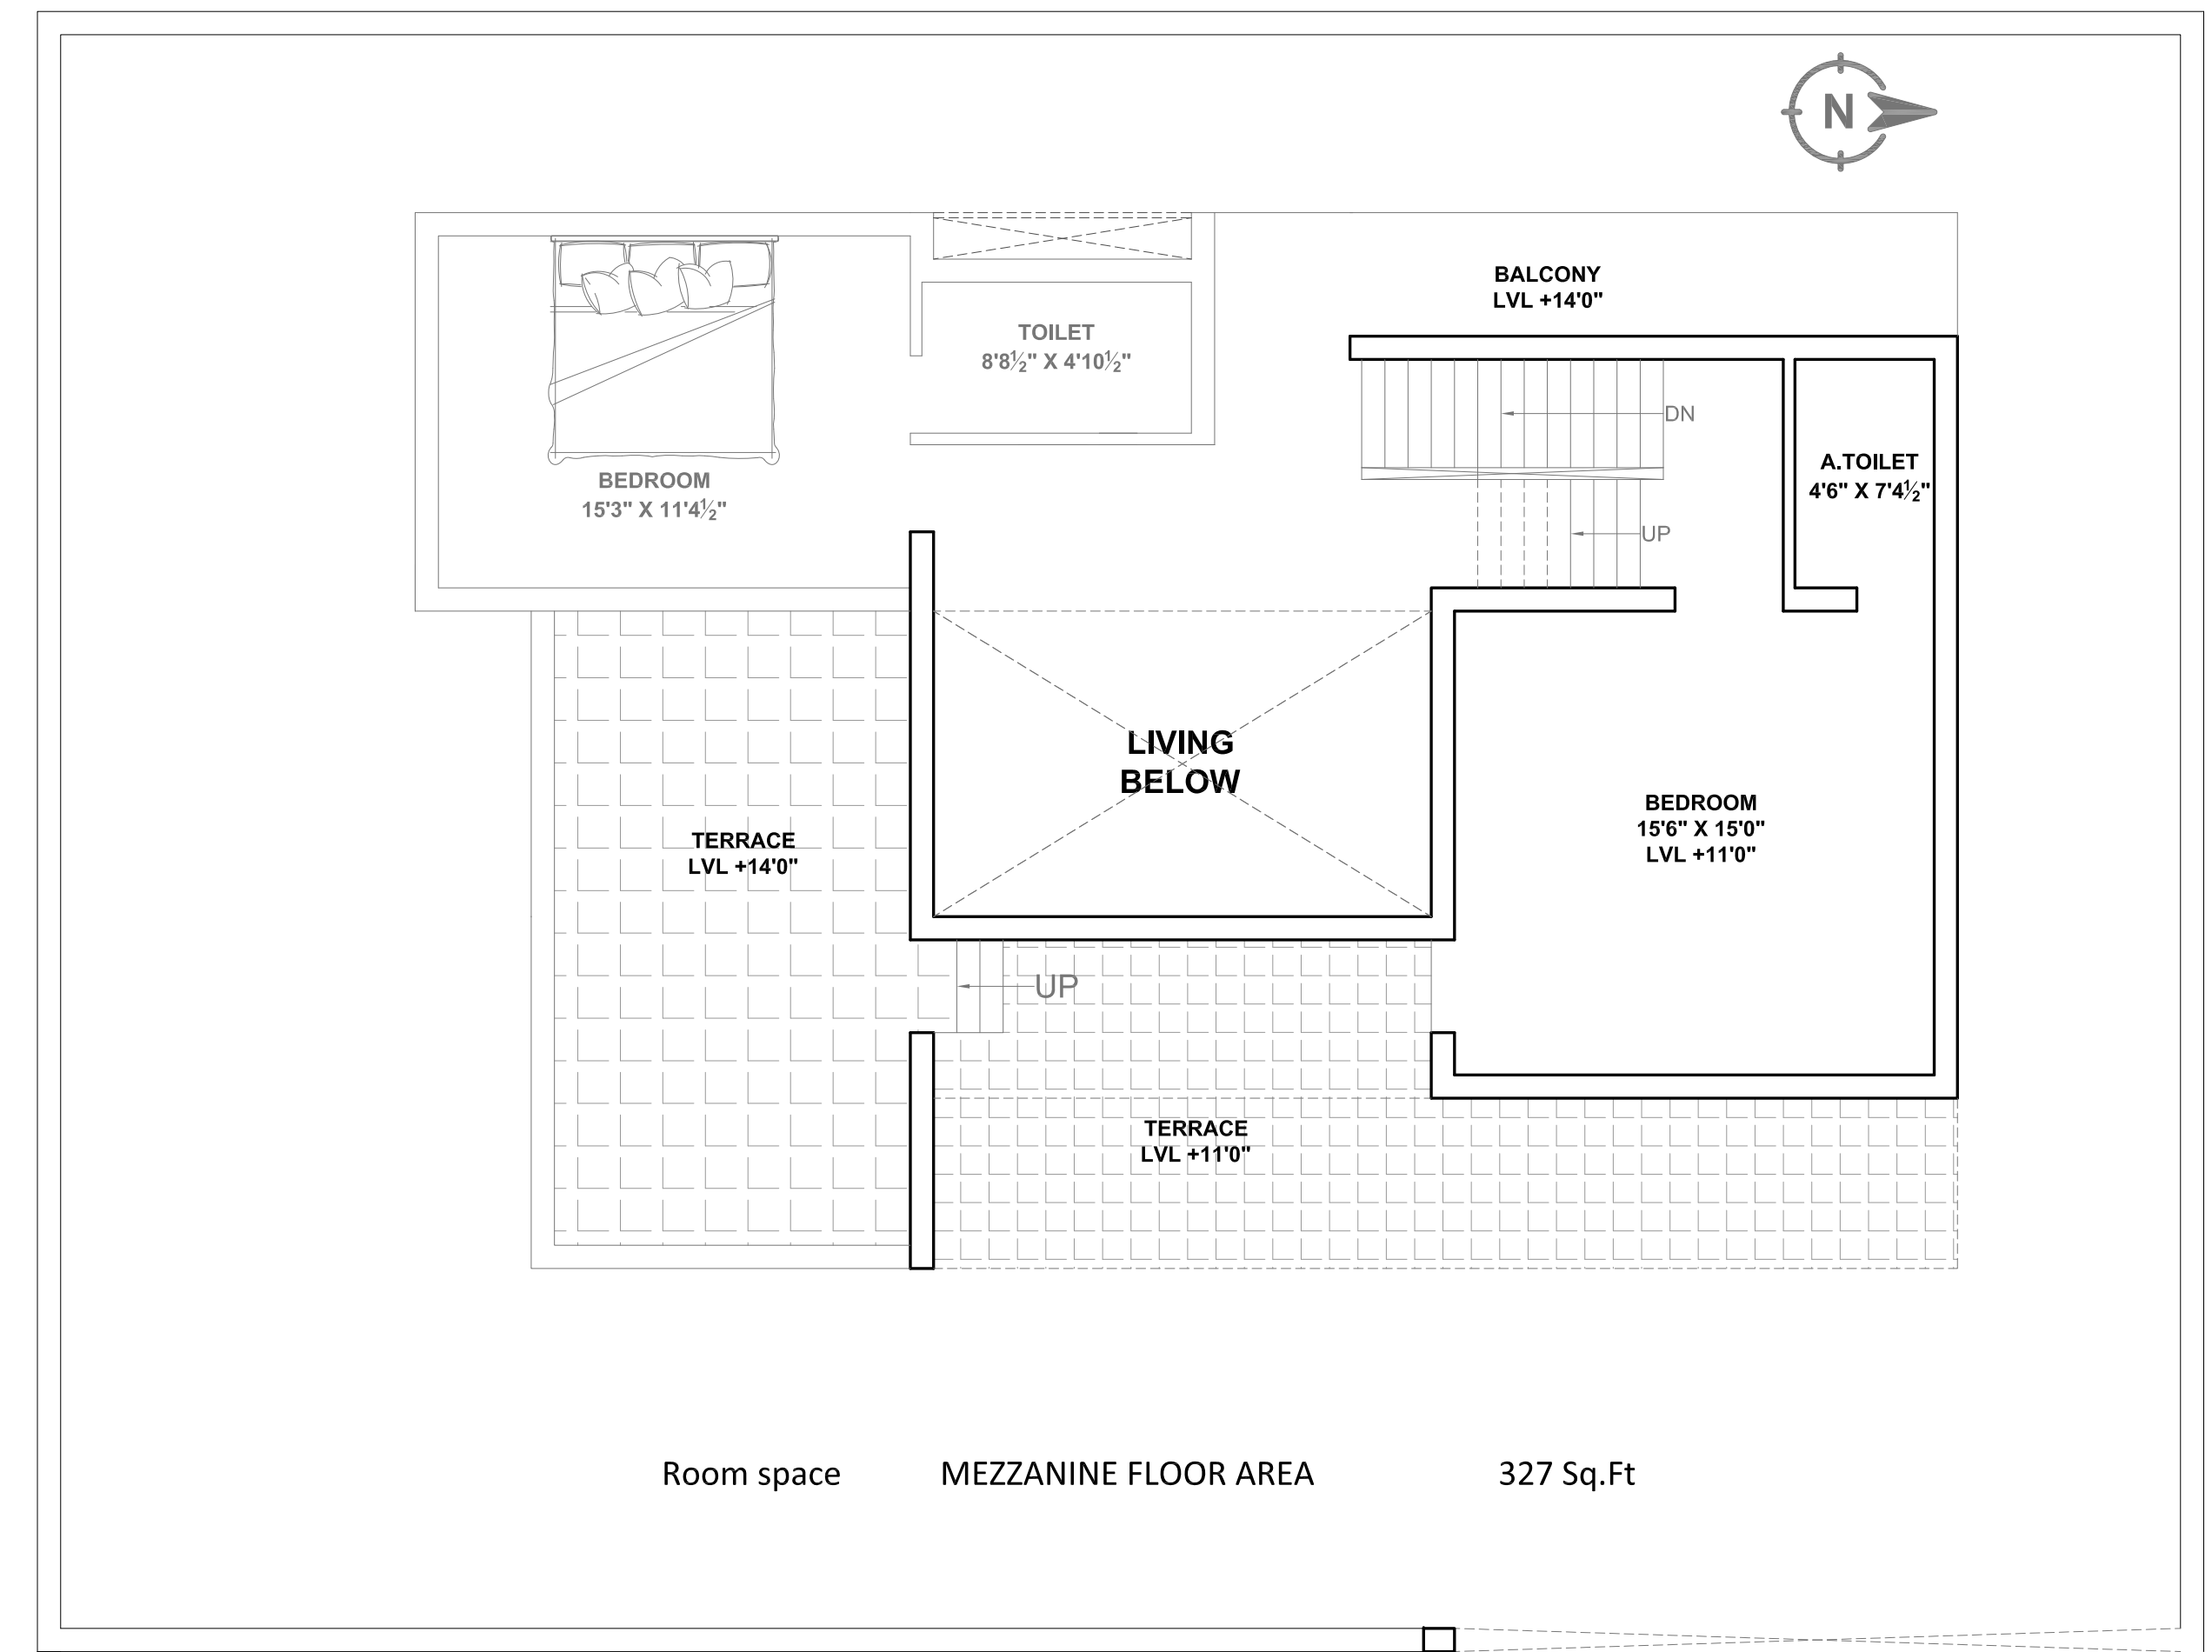 N
BALCONY
LVL +14'0"
TOILET
8'8½" X 4'10½"
DN
A.TOILET
4'6" X 7'4½"
BEDROOM
15'3" X 11'4½"
UP
LIVING
BELOW
BEDROOM
15'6" X 15'0"
LVL +11'0"
TERRACE
LVL +14'0"
UP
TERRACE
LVL +11'0"
Room space MEZZANINE FLOOR AREA 327 Sq.Ft